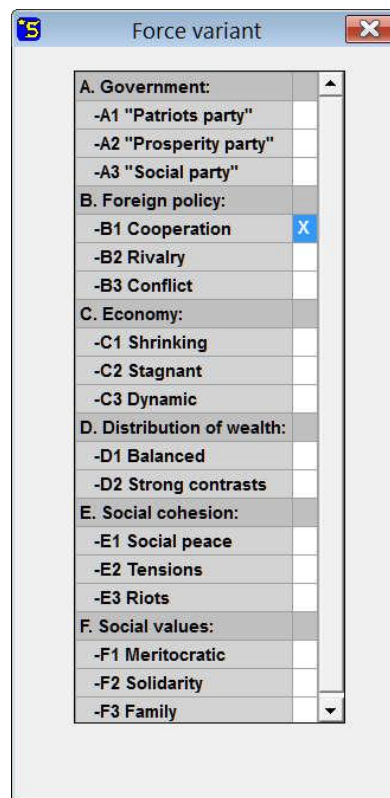 Force variant
A. Government:
-A1 "Patriots party"
-A2 "Prosperity party"
-A3 "Social party"
B. Foreign policy:
-B1 Cooperation X
-B2 Rivalry
-B3 Conflict
C. Economy:
-C1 Shrinking
-C2 Stagnant
-C3 Dynamic
D. Distribution of wealth:
-D1 Balanced
-D2 Strong contrasts
E. Social cohesion:
-E1 Social peace
-E2 Tensions
-E3 Riots
F. Social values:
-F1 Meritocratic
-F2 Solidarity
-F3 Family